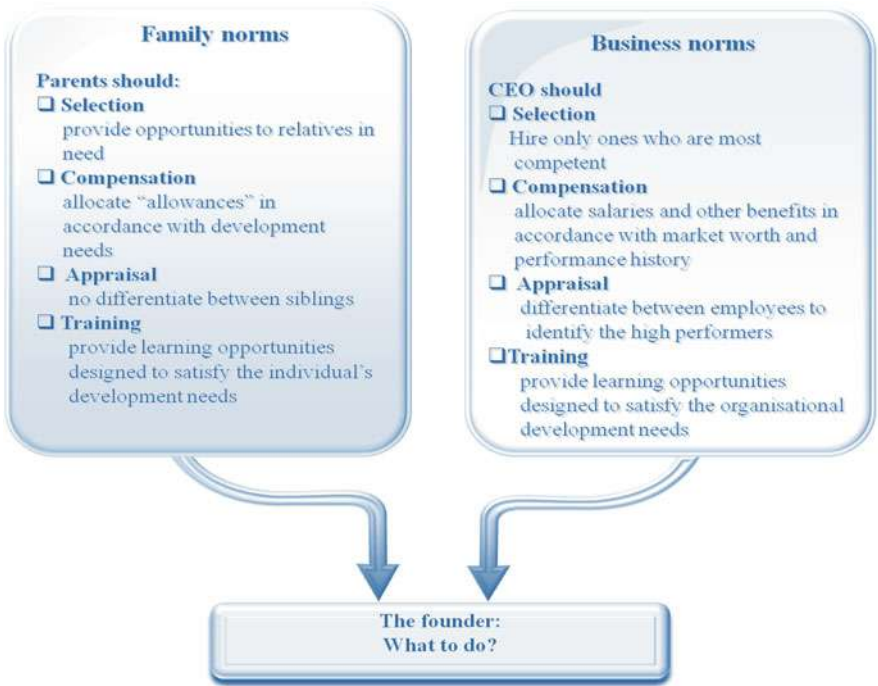 Family norms
Parents should:
Selection
provide opportunities to relatives in
need
Compensation
allocate “allowances” in
accordance with development
needs
Appraisal
no differentiate between siblings
Training
provide learning opportunities
designed to satisfy the individual’s
development needs
Business norms
CEO should
Selection
Hire only ones who are most
competent
Compensation
allocate salaries and other benefits in
accordance with market worth and
performance history
Appraisal
differentiate between employees to
identify the high performers
Training
provide learning opportunities
designed to satisfy the organisational
development needs
The founder:
What to do?